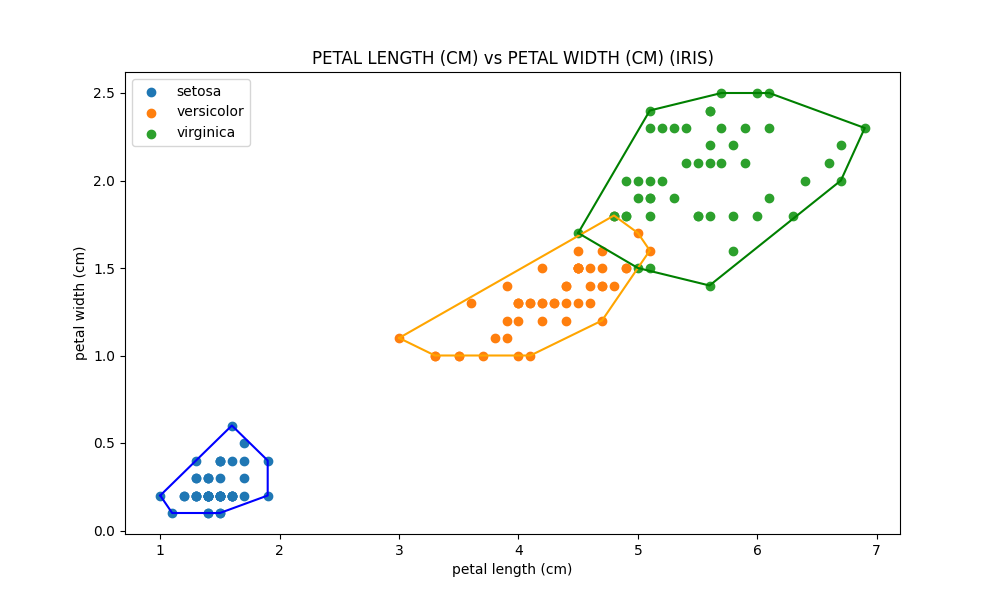 PETAL LENGTH (CM) vs PETAL WIDTH (CM) (IRIS)
setosa
versicolor
virginica
petal width (cm)
2.5
2.0
1.5
1.0
0.5
0.0
1 2 3 4 5 6 7
petal length (cm)